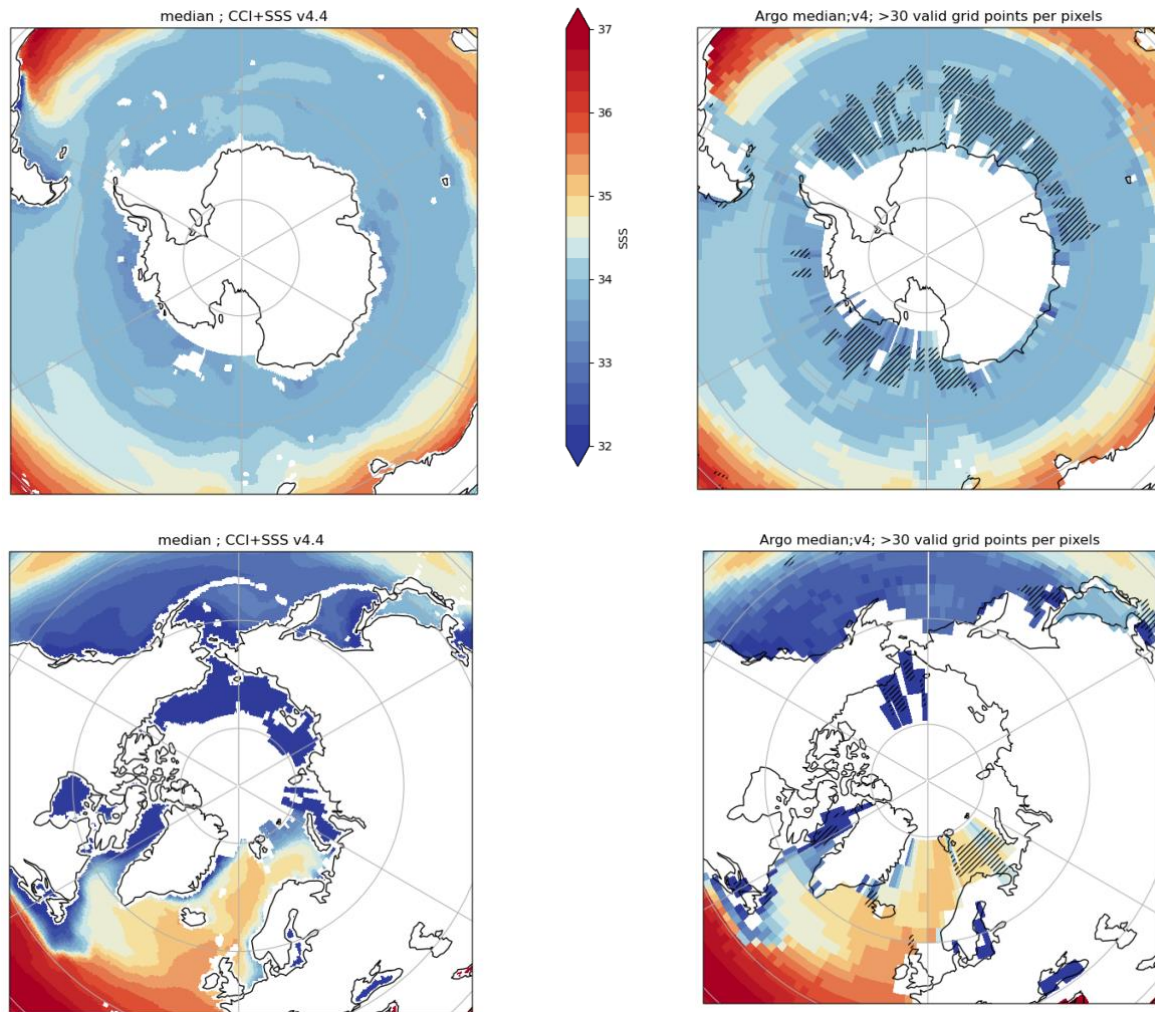 median ; CCI+SSS v4.4
37
36
35
34
33
32
SSS
Argo median;v4; >30 valid grid points per pixels
median ; CCI+SSS v4.4
Argo median;v4; >30 valid grid points per pixels